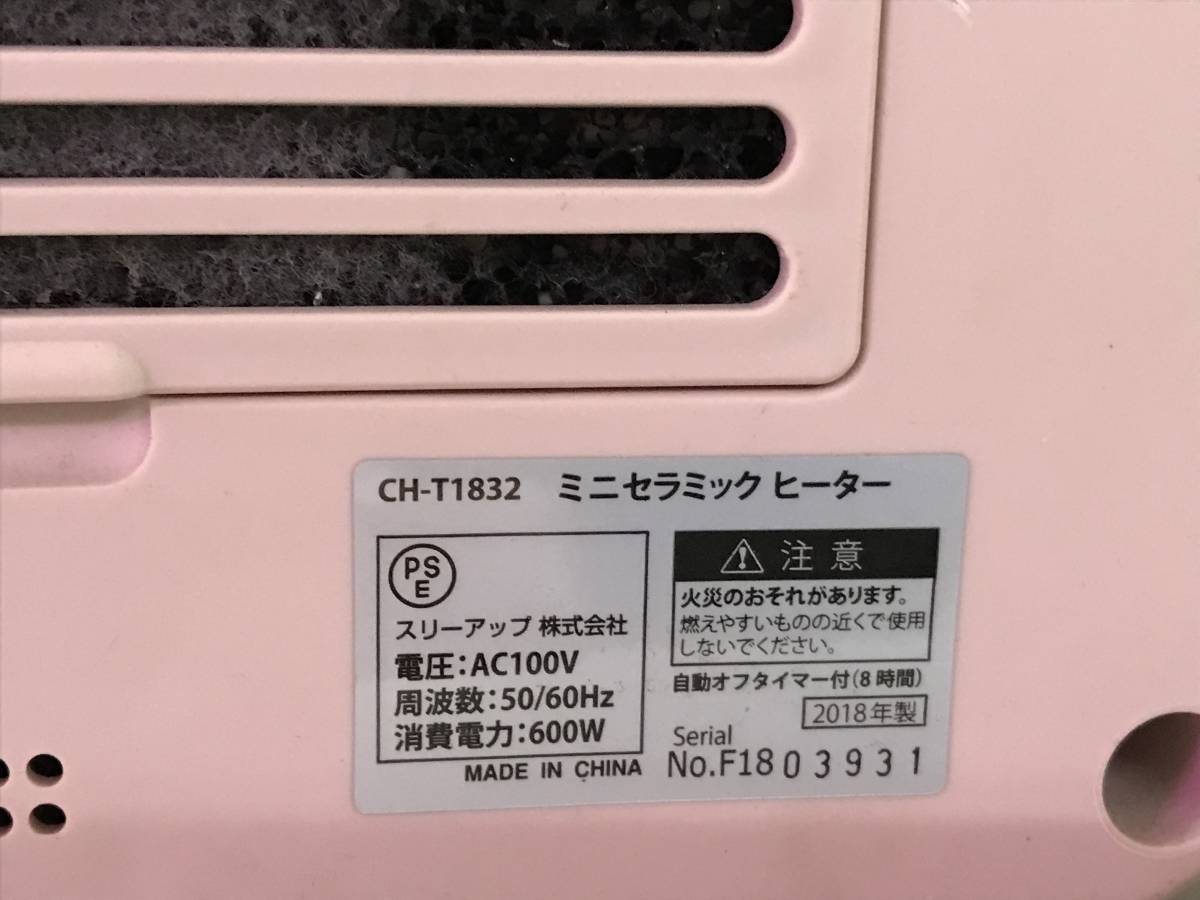 CH-T1832 ミニセラミック ヒーター
PS
E
スリーアップ 株式会社
電圧:AC100V
周波数:50/60Hz
消費電力:600W
MADE IN CHINA
注意
火災のおそれがあります。
燃えやすいものの近くで使用
しないでください。
自動オフタイマー付(8時間)
2018年製
Serial
No.F1803931